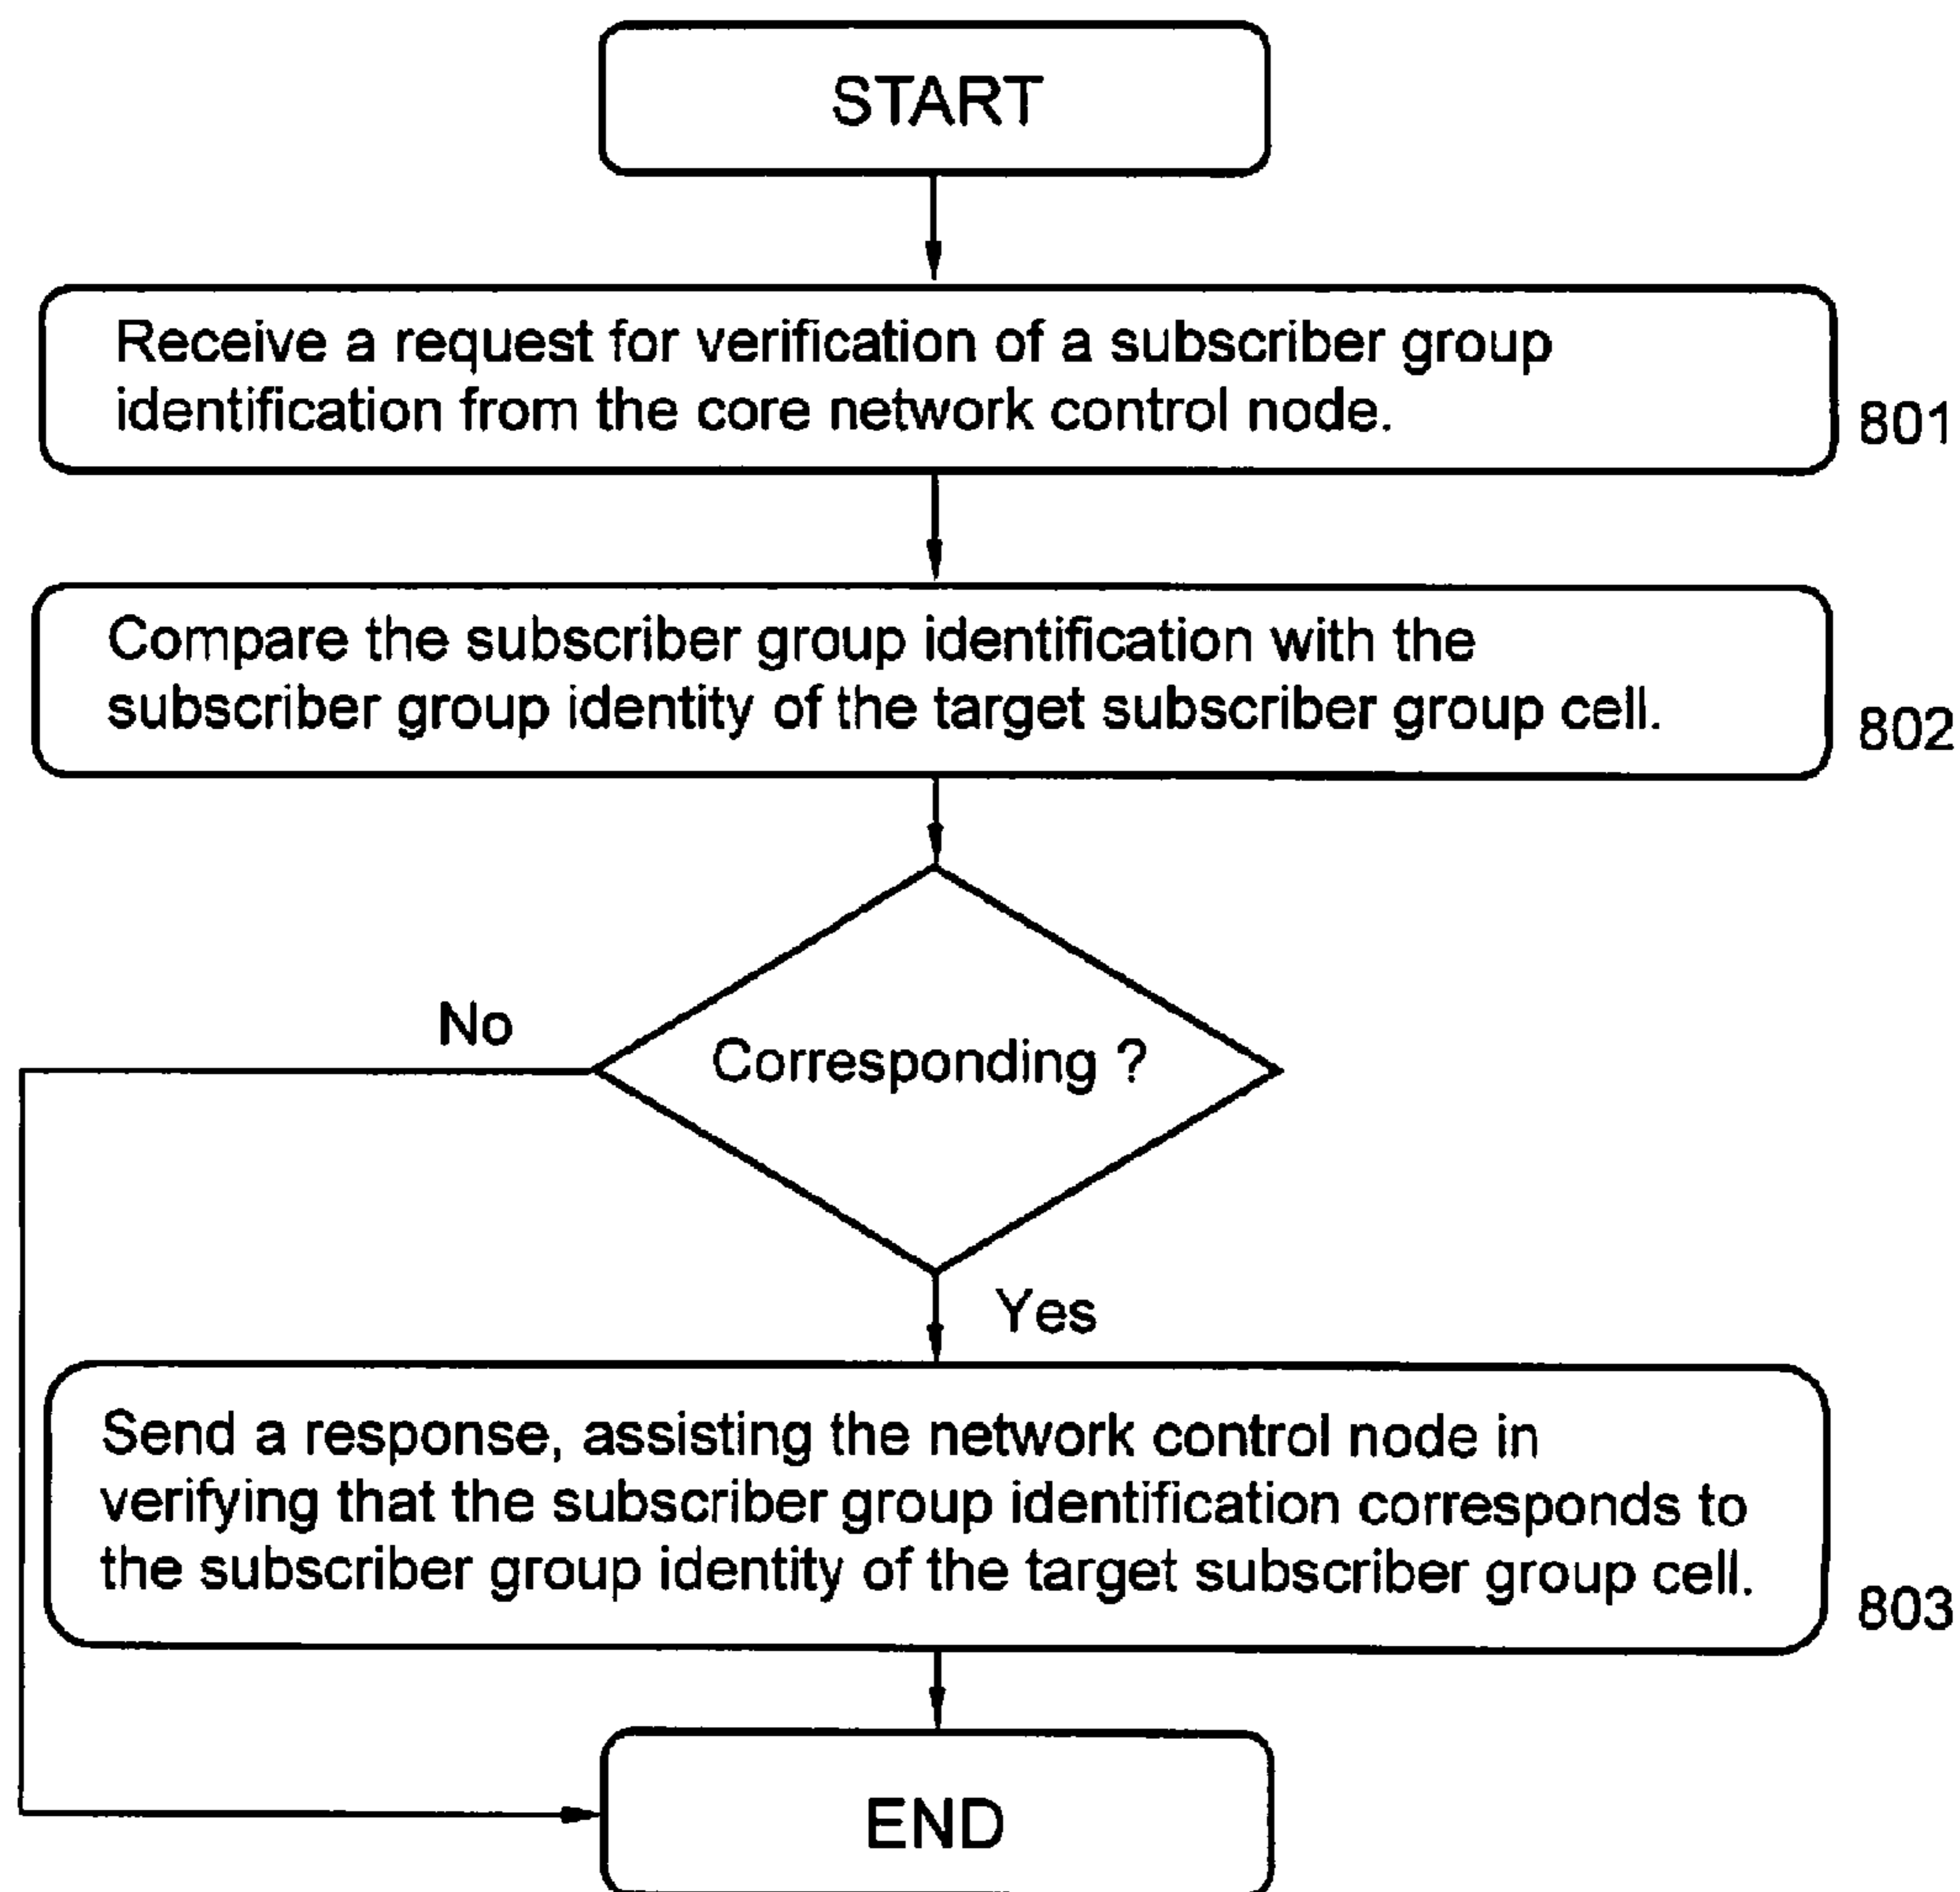 START
Receive a request for verification of a subscriber group
identification from the core network control node.
801
Compare the subscriber group identification with the
subscriber group identity of the target subscriber group cell.
802
No
Corresponding ?
Yes
Send a response, assisting the network control node in
verifying that the subscriber group identification corresponds to
the subscriber group identity of the target subscriber group cell.
803
END